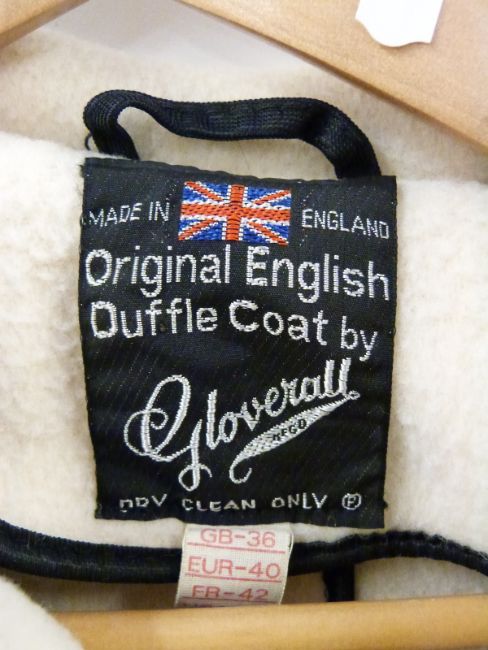 MADE IN ENGLAND
Original English
Duffle Coat by
Gloverall
REGD
DRY CLEAN ONLY Ⓟ
GB-36
EUR-40
FR-42